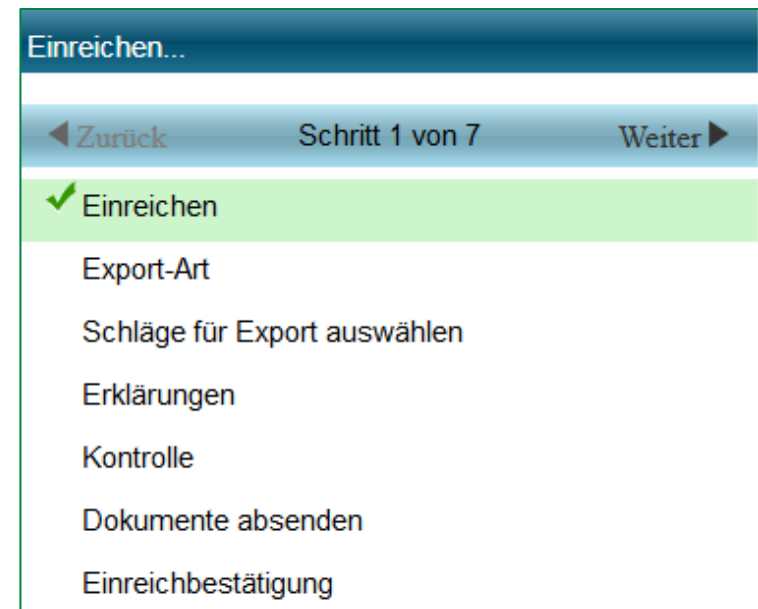 Einreichen...
Zurück Schritt 1 von 7 Weiter
Einreichen
Export-Art
Schläge für Export auswählen
Erklärungen
Kontrolle
Dokumente absenden
Einreichbestätigung